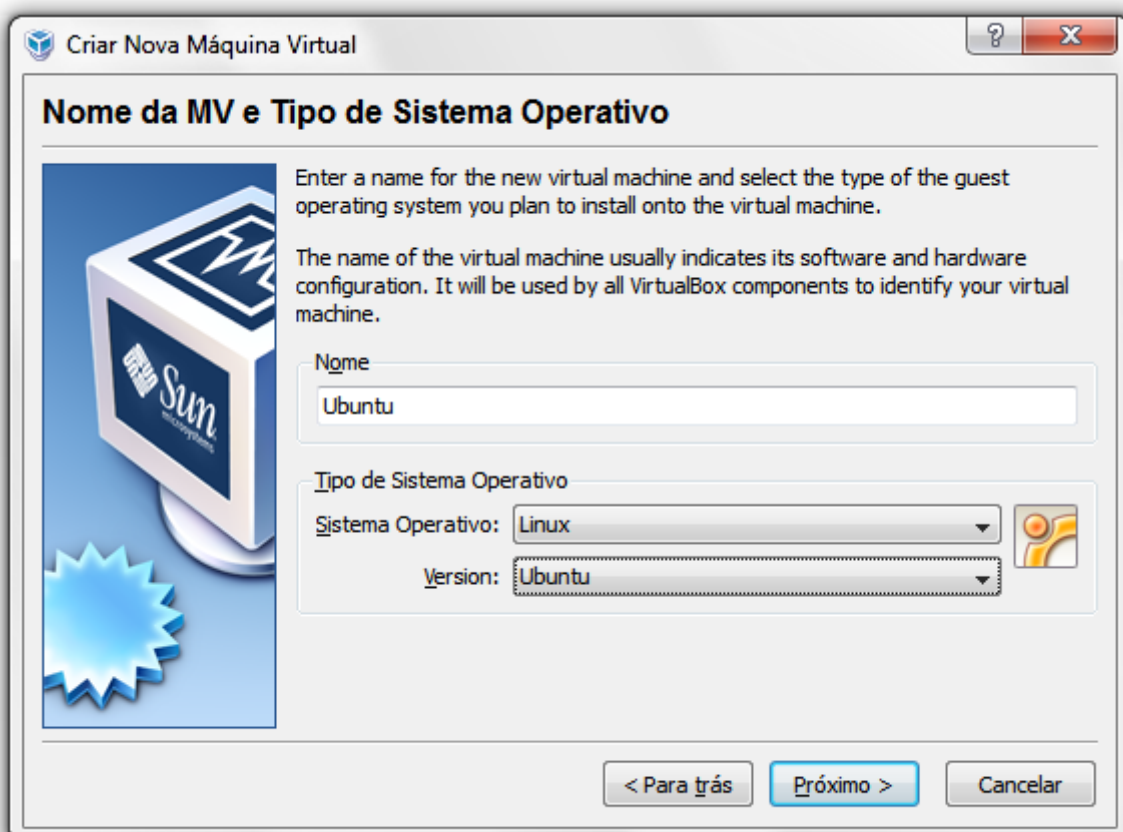 Criar Nova Máquina Virtual
Nome da MV e Tipo de Sistema Operativo
Enter a name for the new virtual machine and select the type of the guest
operating system you plan to install onto the virtual machine.
The name of the virtual machine usually indicates its software and hardware
configuration. It will be used by all VirtualBox components to identify your virtual
machine.
Sun
microsystems
Nome
Ubuntu
Tipo de Sistema Operativo
Sistema Operativo: Linux
Version: Ubuntu
< Para trás Próximo > Cancelar